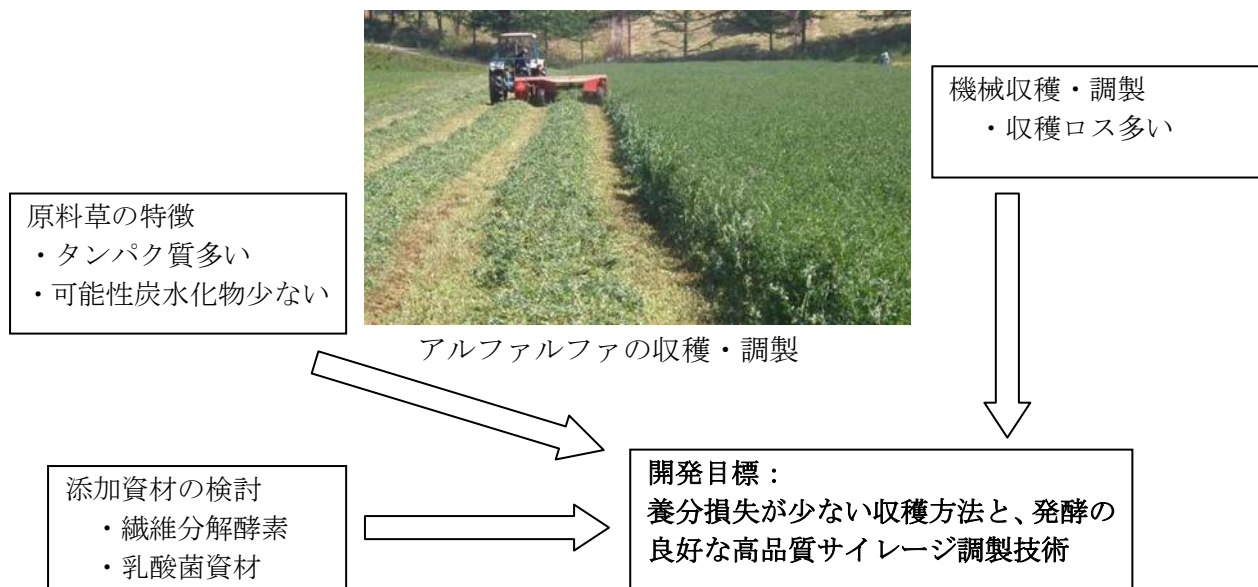 機械収穫・調製
・収穫ロス多い
原料草の特徴
・タンパク質多い
・可能性炭水化物少ない
アルファルファの収穫・調製
添加資材の検討
・繊維分解酵素
・乳酸菌資材
開発目標：
養分損失が少ない収穫方法と、発酵の
良好な高品質サイレージ調製技術